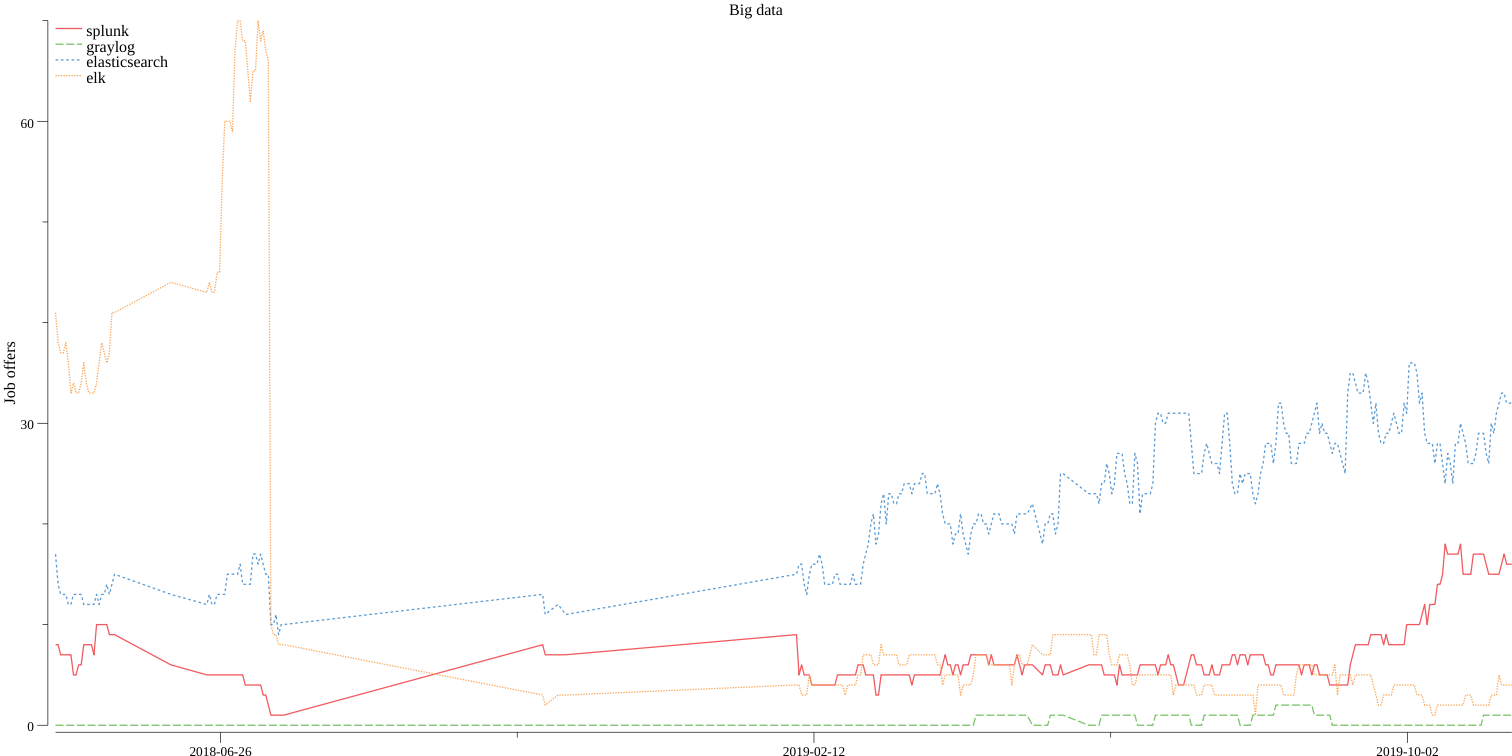 Big data
splunk
graylog
elasticsearch
elk
60
30
0
Job offers
2018-06-26
2019-02-12
2019-10-02